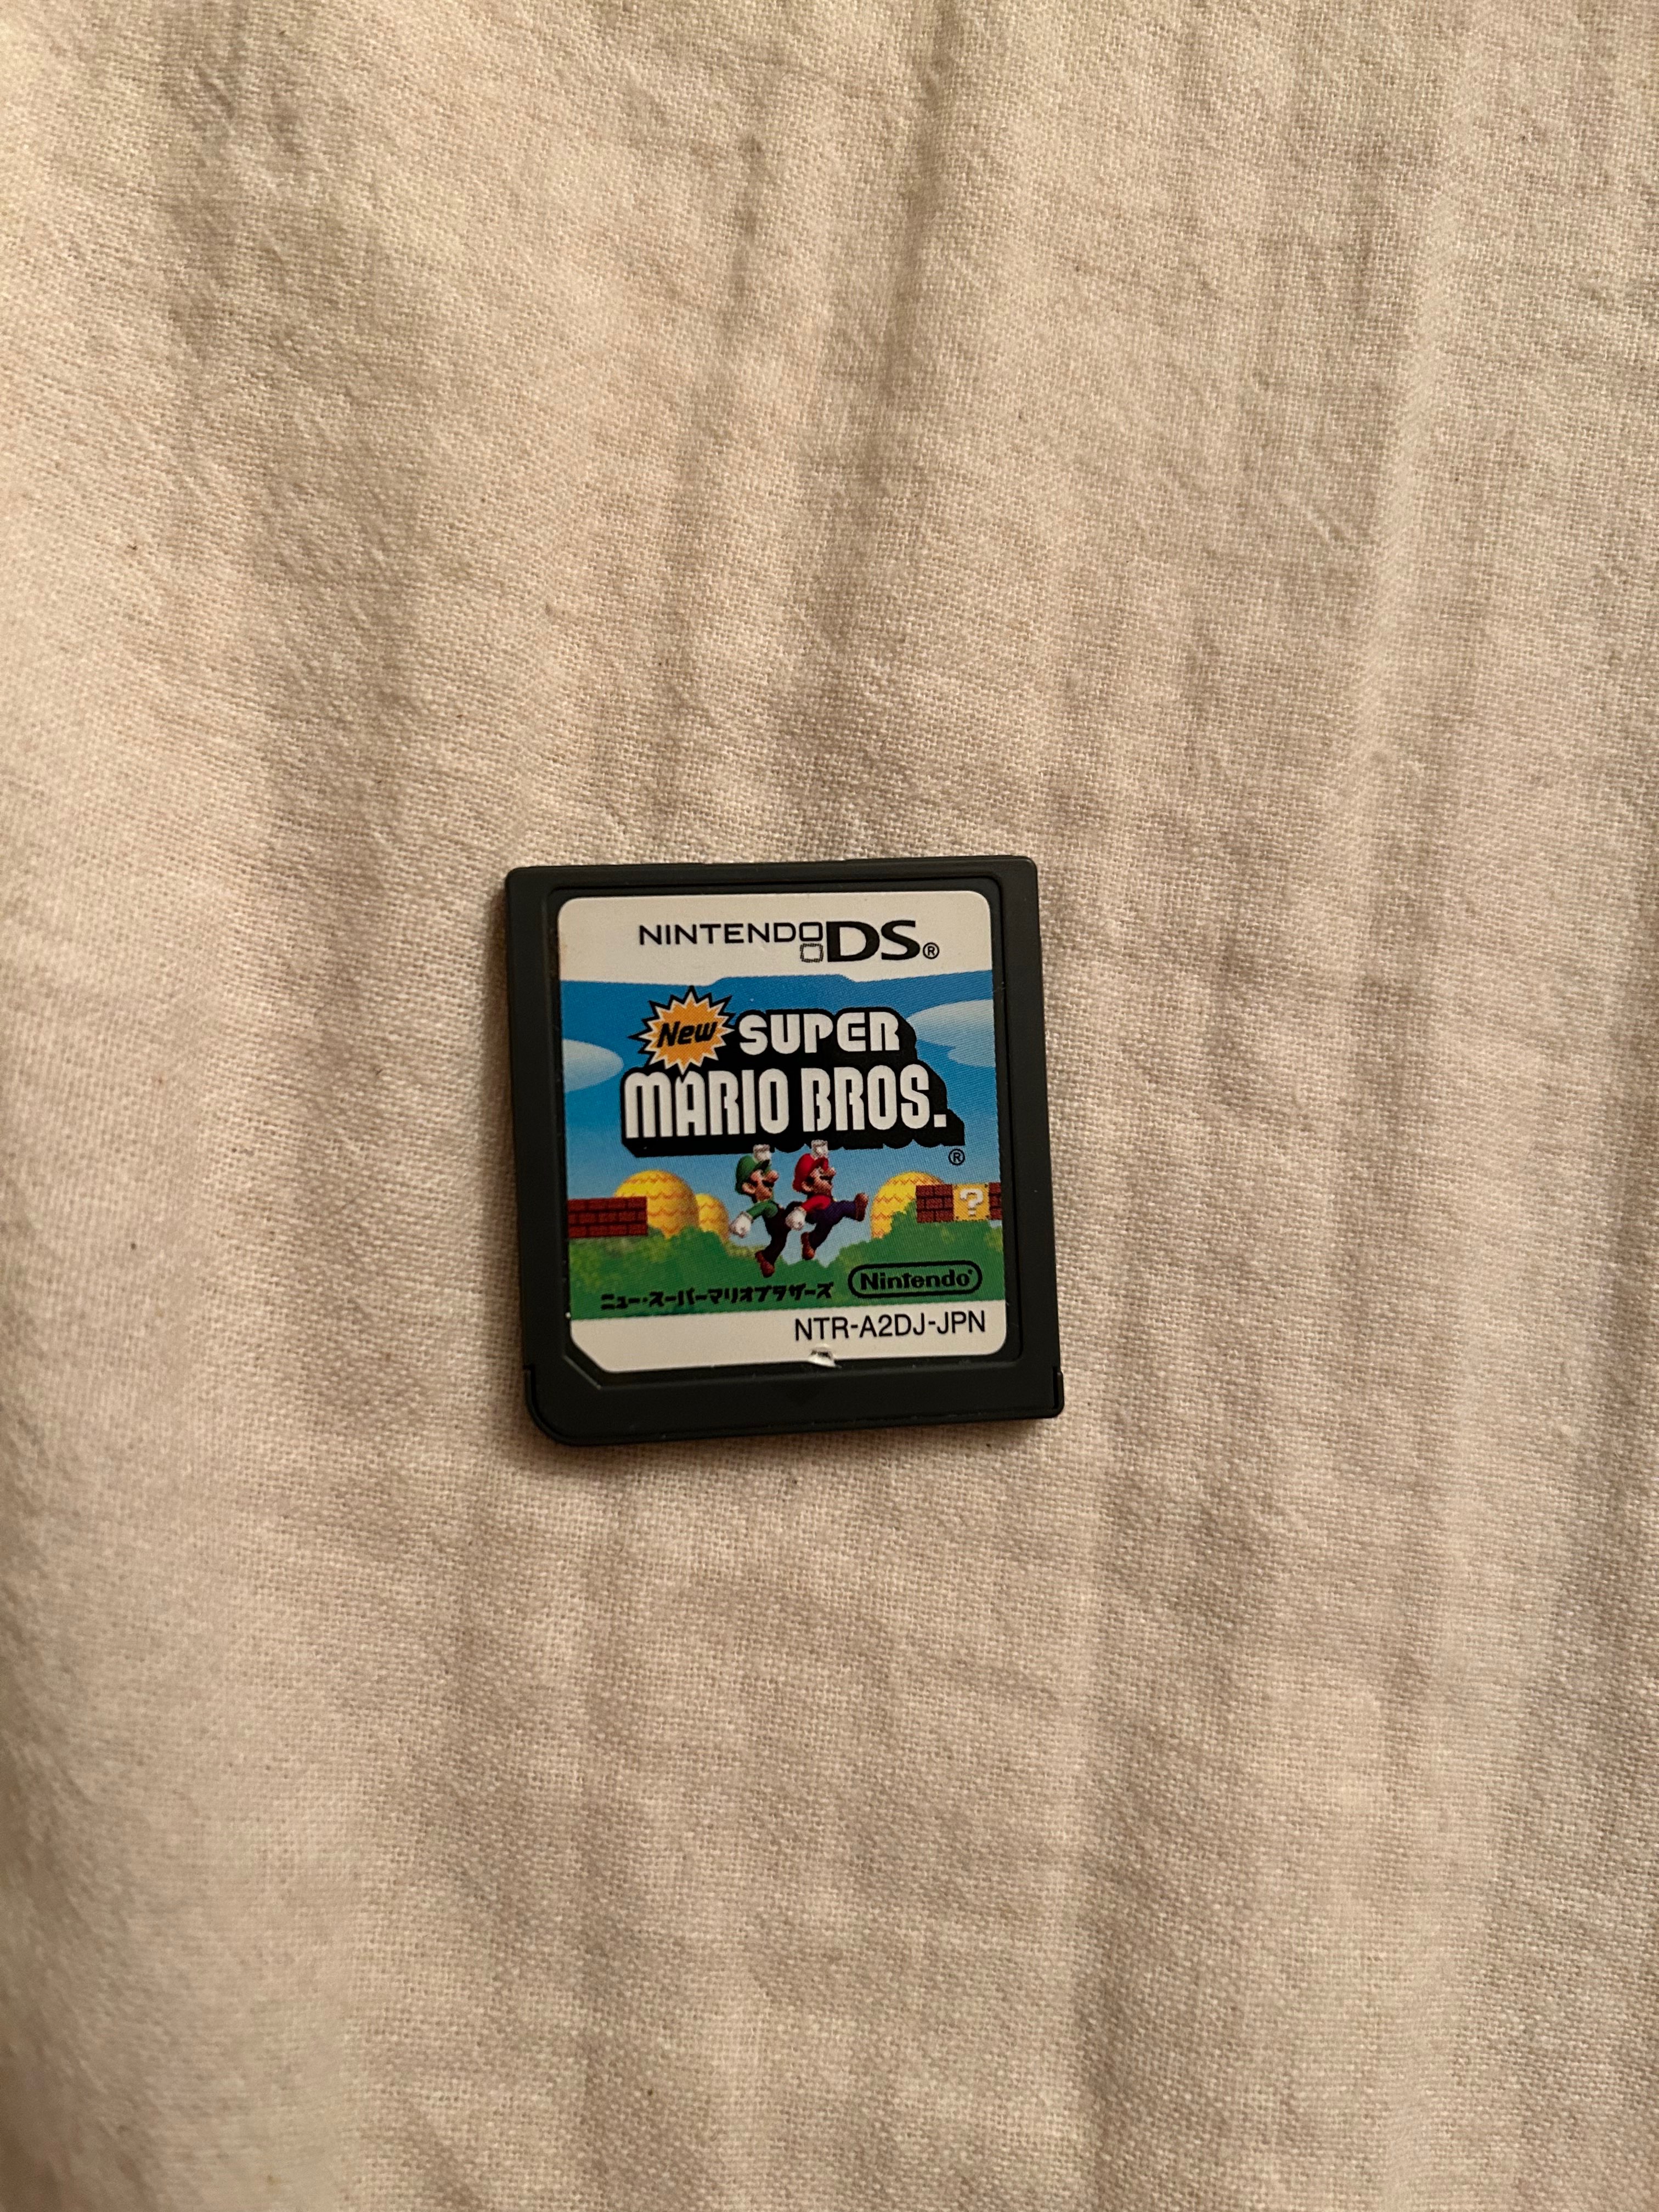 NINTENDO DS®
New SUPER
MARIO BROS.
®
?
ニュー・スーパーマリオブラザーズ
Nintendo®
NTR-A2DJ-JPN